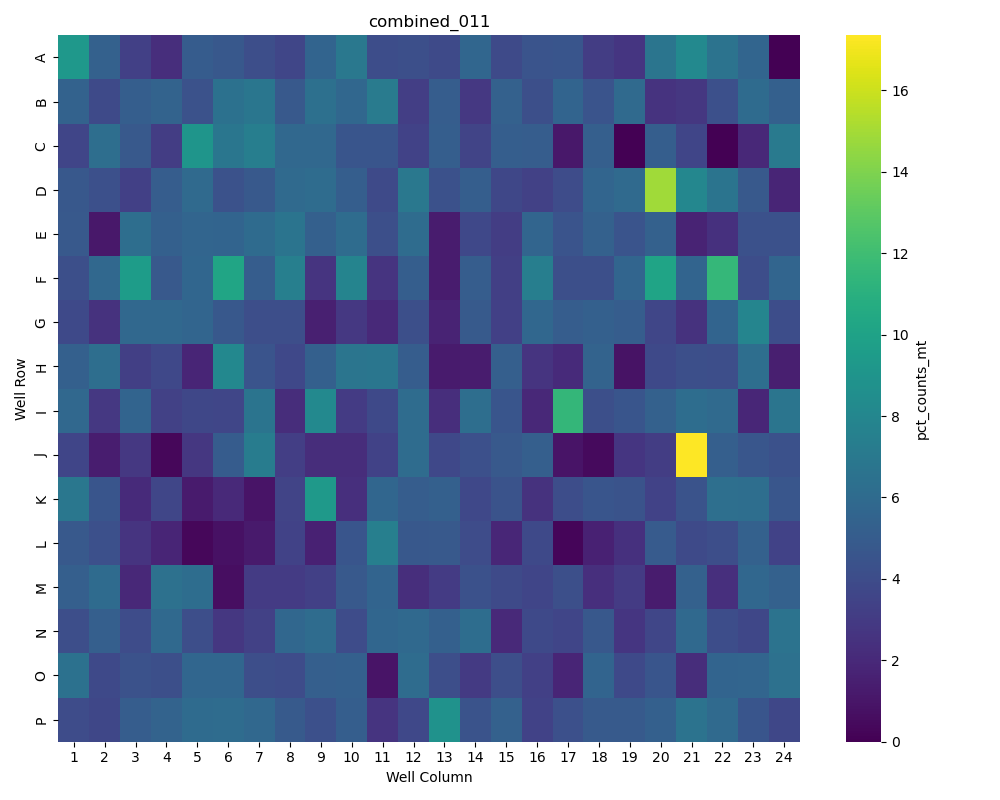 combined_011
A
B
C
D
E
F
G
H
I
J
K
L
M
N
O
P
Well Row
1 2 3 4 5 6 7 8 9 10 11 12 13 14 15 16 17 18 19 20 21 22 23 24
Well Column
16
14
12
10
8
6
4
2
0
pct_counts_mt